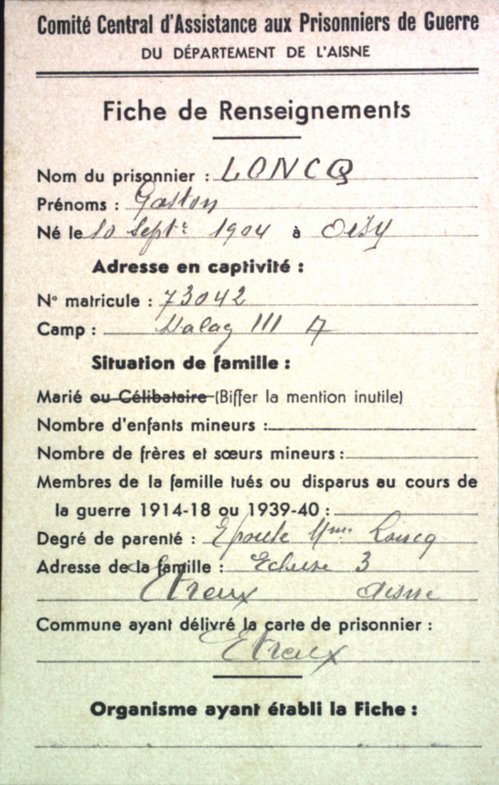 Comité Central d'Assistance aux Prisonniers de Guerre
DU DÉPARTEMENT DE L'AISNE
Fiche de Renseignements
Nom du prisonnier : LONCQ
Prénoms : Gaston
Né le 10 Septe 1904 à Oisy
Adresse en captivité :
N° matricule : 73042
Camp : Stalag III A
Situation de famille :
Marié ou Célibataire (Biffer la mention inutile)
Nombre d'enfants mineurs :
Nombre de frères et sœurs mineurs :
Membres de la famille tués ou disparus au cours de
la guerre 1914-18 ou 1939-40 :
Degré de parenté : Epouse Mme Loncq
Adresse de la famille : Ecluse 3
Etreux Aisne
Commune ayant délivré la carte de prisonnier :
Etreux
Organisme ayant établi la Fiche :